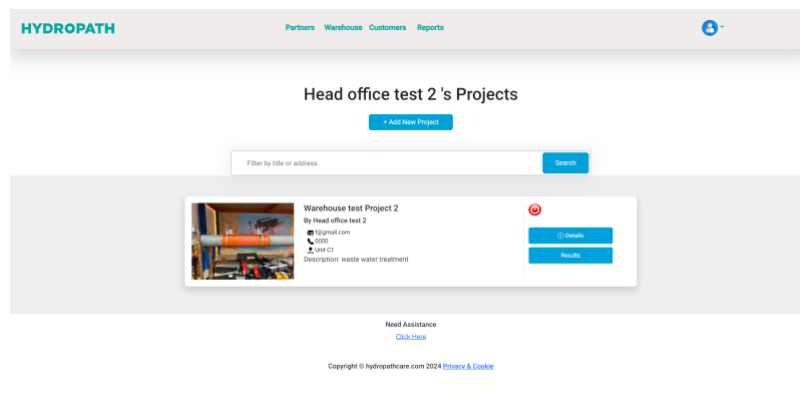 HYDROPATH
Partners Warehouse Customers Reports
Head office test 2 's Projects
+ Add New Project
Filter by title or address..
Search
Warehouse test Project 2
By Head office test 2
f@gmail.com
0000
Unit C1
Description: waste water treatment
Details
Results
Need Assistance
Click Here
Copyright © hydropathcare.com 2024 Privacy & Cookie